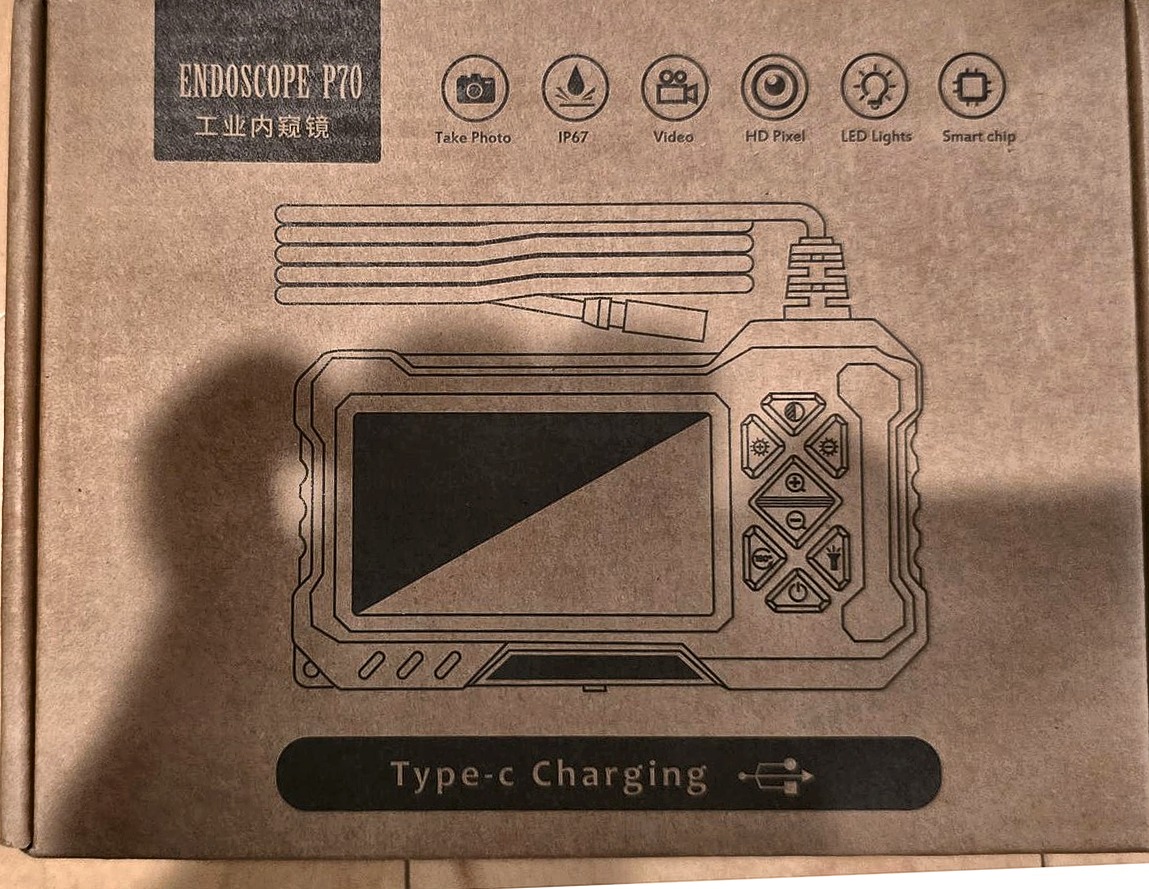 ENDOSCOPE P70
工业内窥镜
Take Photo
IP67
Video
HD Pixel
LED Lights
Smart chip
180°
Type-c Charging